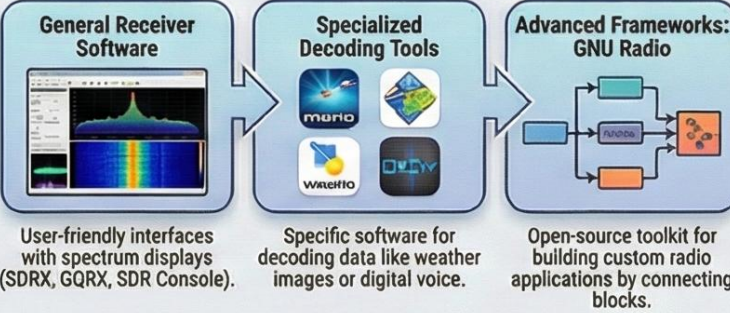 General Receiver
Software
User-friendly interfaces
with spectrum displays
(SDRX, GQRX, SDR Console).
Specialized
Decoding Tools
murio
Specific software for
decoding data like weather
images or digital voice.
Advanced Frameworks:
GNU Radio
Open-source toolkit for
building custom radio
applications by connecting
blocks.